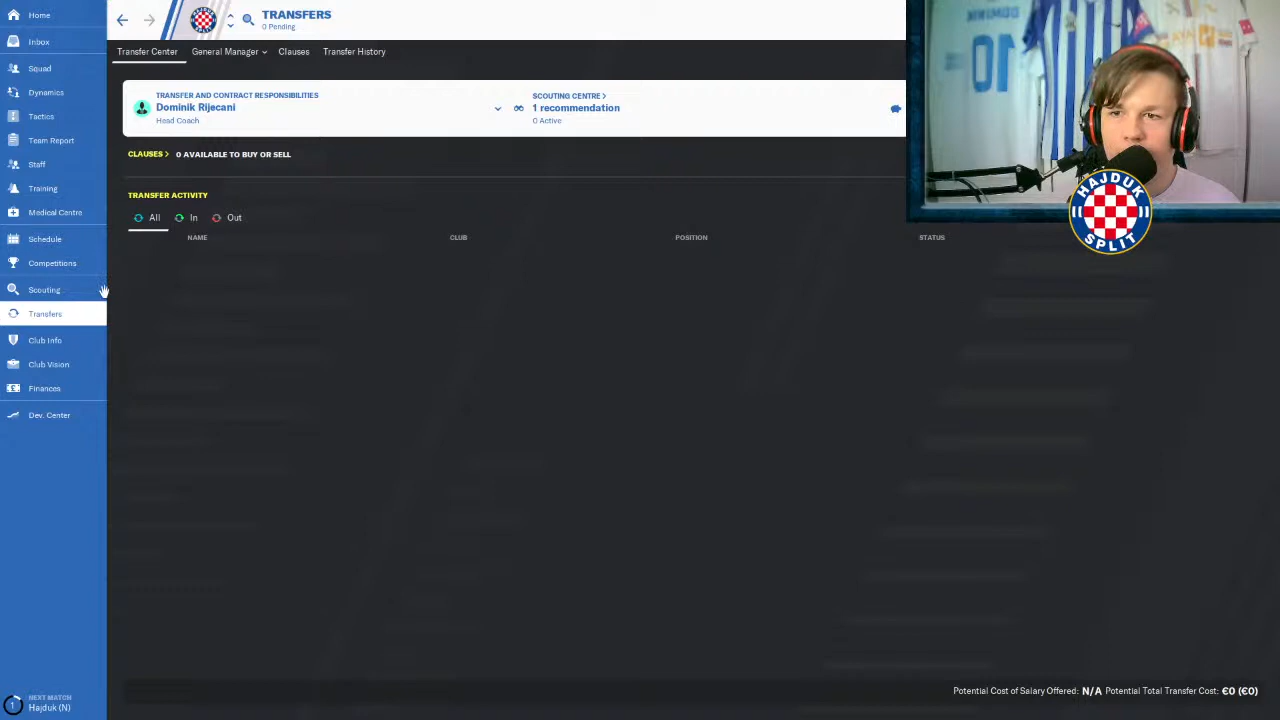 Home
Inbox
Squad
Dynamics
Tactics
Team Report
Staff
Training
Medical Centre
Schedule
Competitions
Scouting
Transfers
Club Info
Club Vision
Finances
Dev. Center
1
NEXT MATCH
Hajduk (N)
TRANSFERS
0 Pending
Transfer Center
General Manager
Clauses
Transfer History
TRANSFER AND CONTRACT RESPONSIBILITIES
Dominik Rijecani
Head Coach
SCOUTING CENTRE >
1 recommendation
0 Active
CLAUSES > 0 AVAILABLE TO BUY OR SELL
TRANSFER ACTIVITY
All
In
Out
NAME
CLUB
POSITION
STATUS
Potential Cost of Salary Offered: N/A Potential Total Transfer Cost: €0 (€0)
DOMINIK
10
HAJDUK
SPLIT